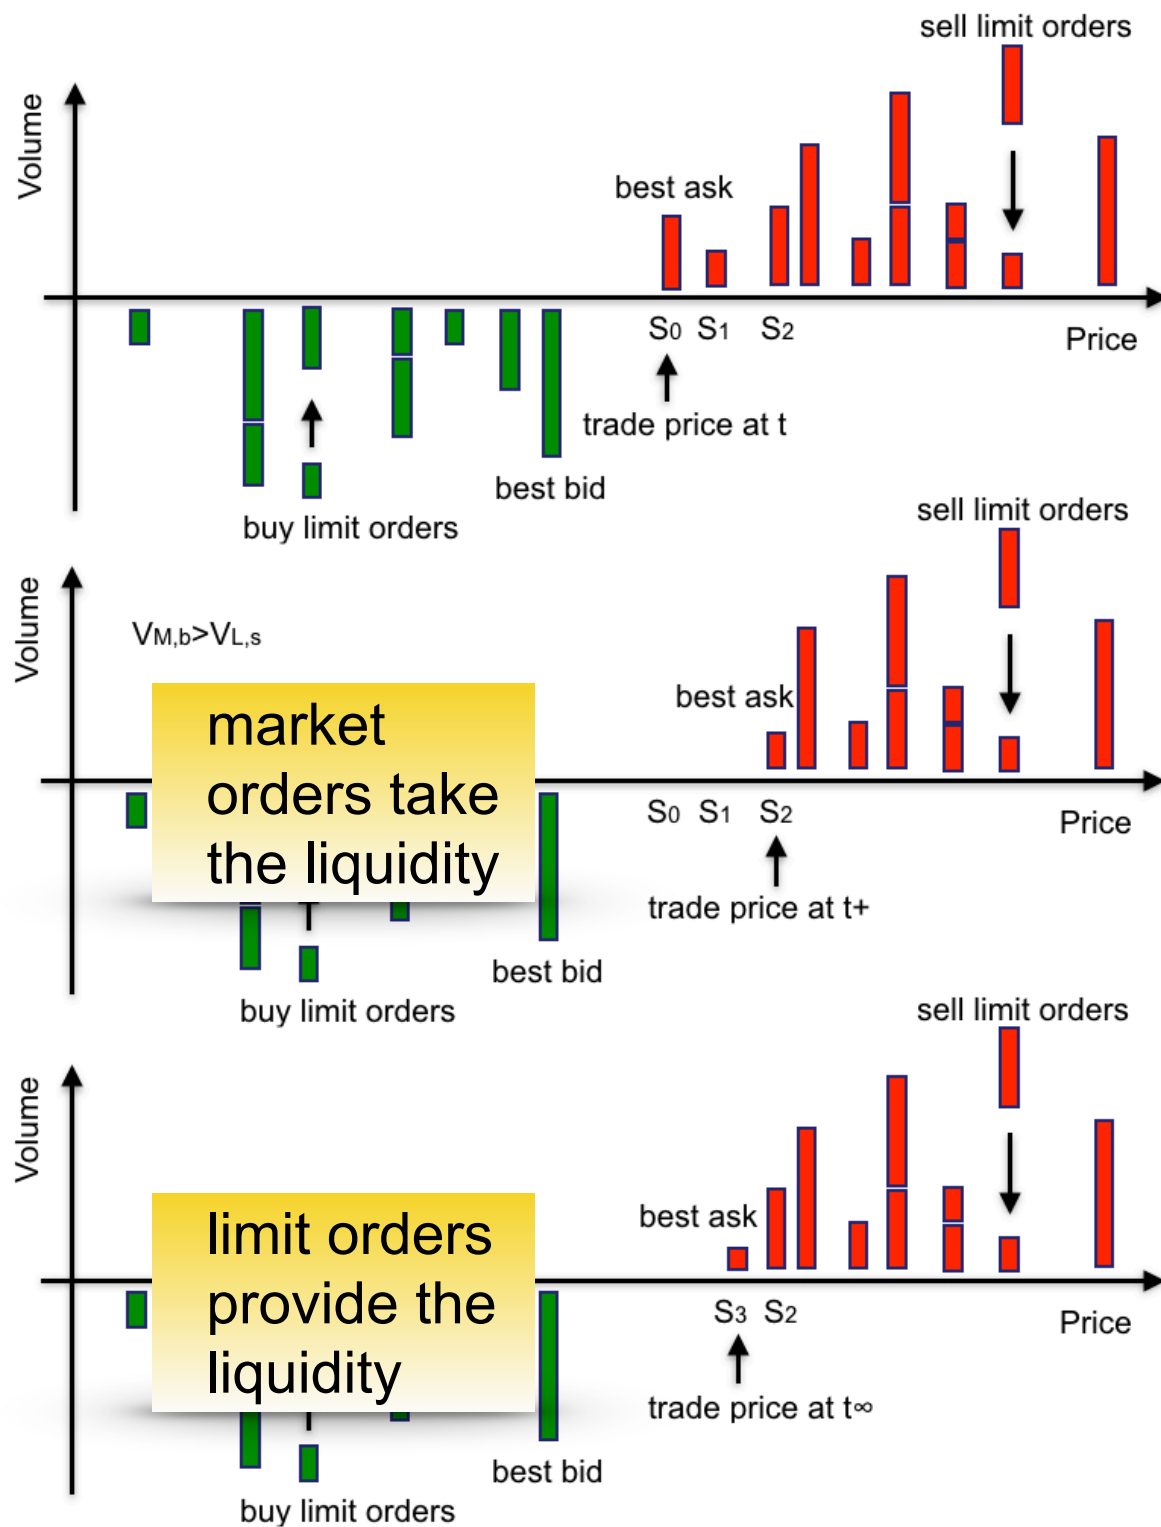 sell limit orders
Volume
best ask
S0 S1 S2
Price
trade price at t
best bid
buy limit orders
sell limit orders
Volume
VM,b>VL,s
market
orders take
the liquidity
best ask
S0 S1 S2
Price
trade price at t+
best bid
buy limit orders
sell limit orders
Volume
limit orders
provide the
liquidity
best ask
S3 S2
Price
trade price at t∞
best bid
buy limit orders